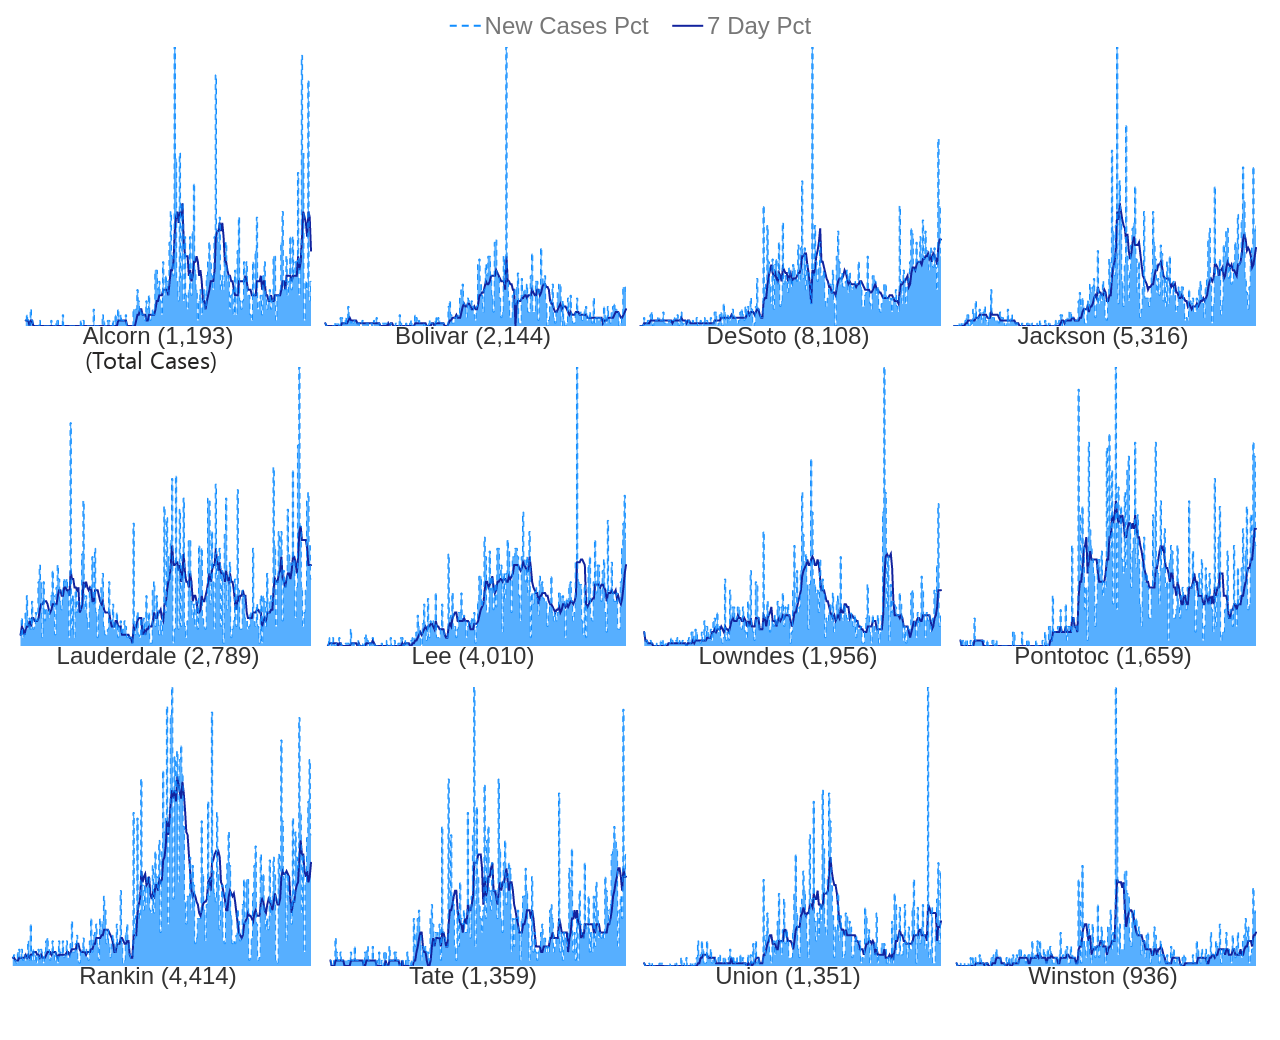 New Cases Pct 7 Day Pct
Alcorn (1,193) Bolivar (2,144) DeSoto (8,108) Jackson (5,316)
(Total Cases)
Lauderdale (2,789) Lee (4,010) Lowndes (1,956) Pontotoc (1,659)
Rankin (4,414) Tate (1,359) Union (1,351) Winston (936)